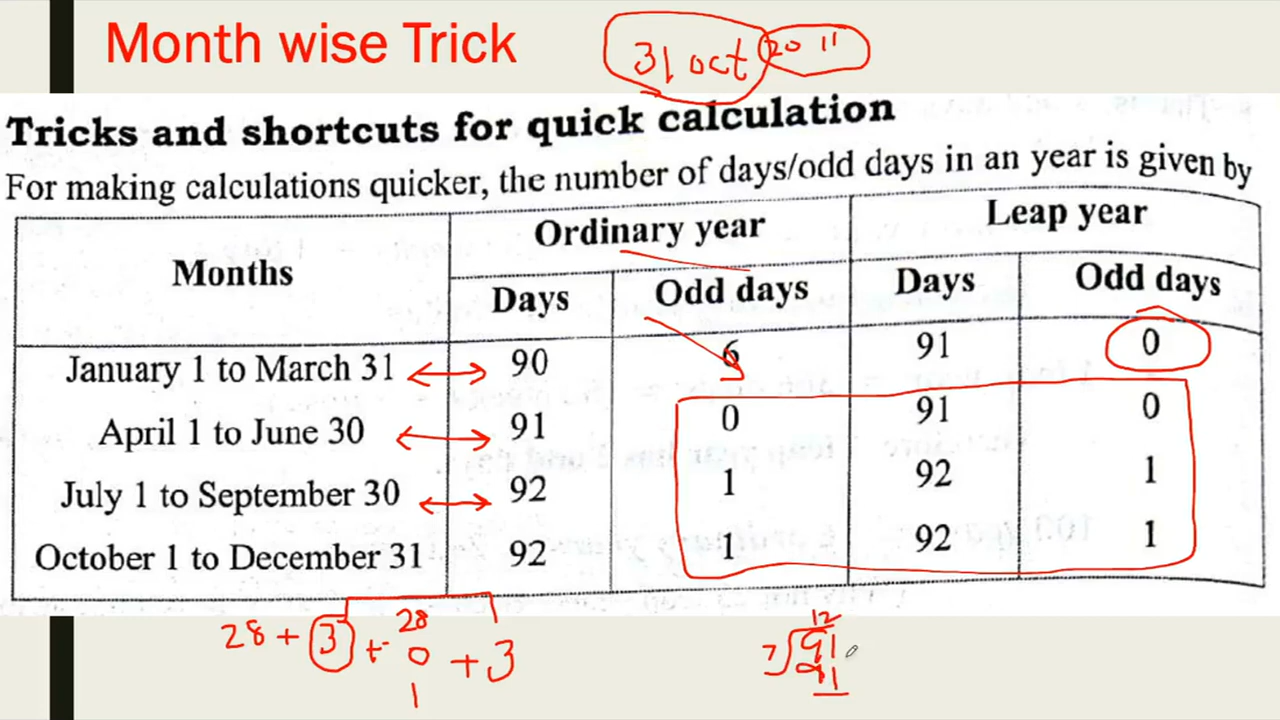 Month wise Trick
31 oct 20 11
Tricks and shortcuts for quick calculation
For making calculations quicker, the number of days/odd days in an year is given by
Months Ordinary year Leap year
Days Odd days Days Odd days
January 1 to March 31 90 6 91 0
April 1 to June 30 91 0 91 0
July 1 to September 30 92 1 92 1
October 1 to December 31 92 1 92 1
28 + 3 + 28 + 3
0
1
12
7 91
91